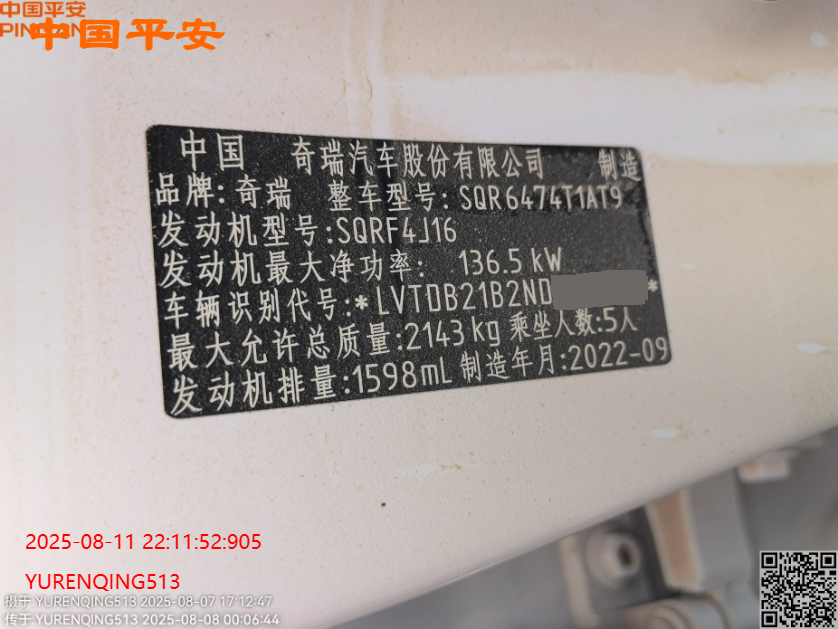 中国平安
PIN
AN
中国平安
中国 奇瑞汽车股份有限公司 制造
品牌:奇瑞 整车型号:SQR6474T1AT9
发动机型号:SQRF4J16
发动机最大净功率: 136.5 kW
车辆识别代号:*LVTDB21B2ND *
最大允许总质量:2143kg 乘坐人数:5人
发动机排量:1598mL 制造年月:2022-09
2025-08-11 22:11:52:905
YURENQING513
摄于 YURENQING513 2025-08-07 17:12:47
传于 YURENQING513 2025-08-08 00:06:44